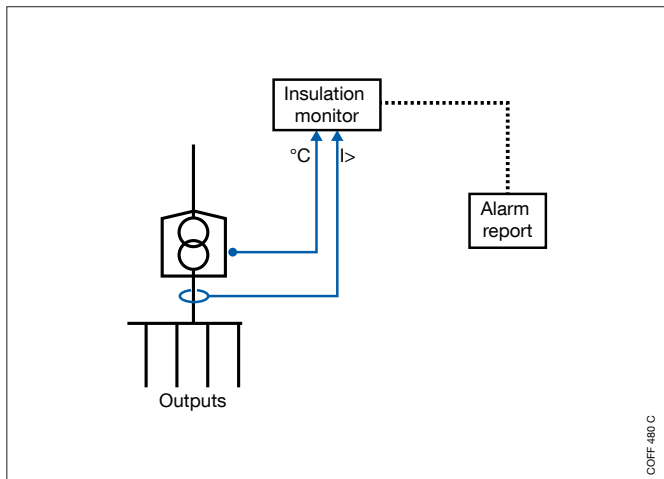 Insulation
monitor
°C
I>
Alarm
report
Outputs
COFF 480 C